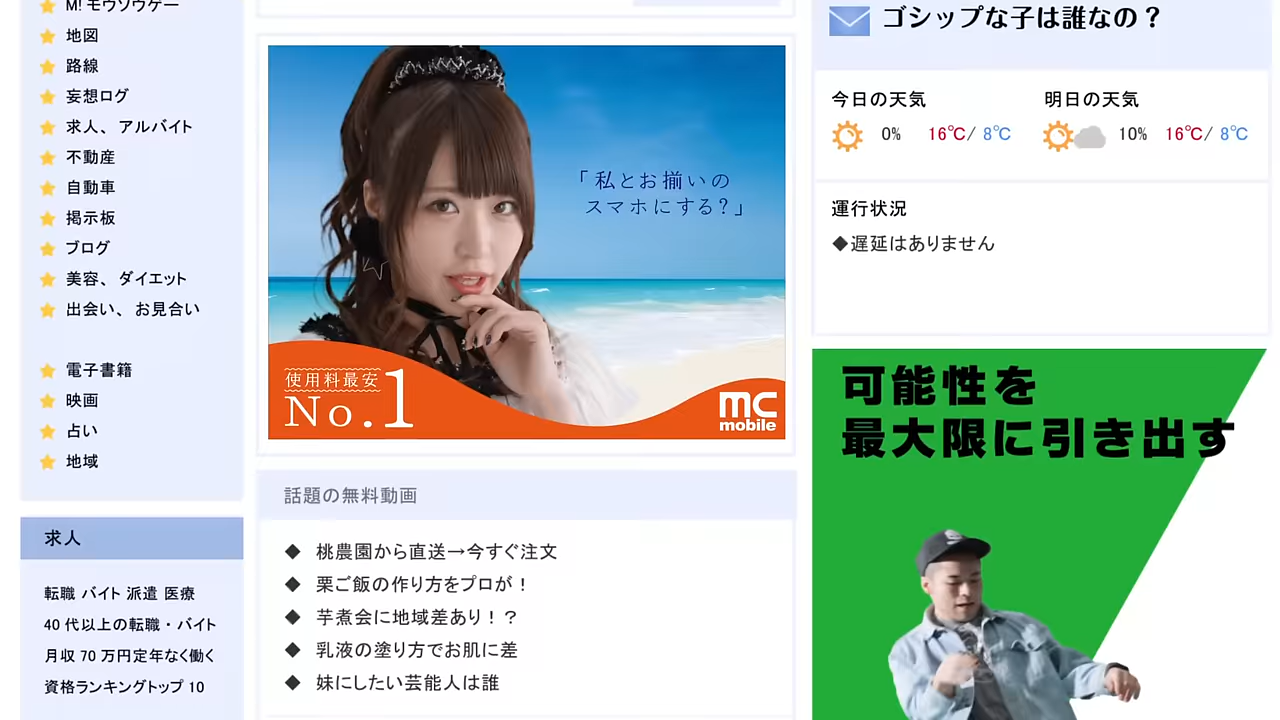 M! モウソウゲー
地図
路線
妄想ログ
求人、アルバイト
不動産
自動車
掲示板
ブログ
美容、ダイエット
出会い、お見合い
電子書籍
映画
占い
地域
求人
転職 バイト 派遣 医療
40代以上の転職・バイト
月収70万円定年なく働く
資格ランキングトップ10
「私とお揃いの
スマホにする？」
使用料最安
No.1
mc
mobile
話題の無料動画
◆ 桃農園から直送→今すぐ注文
◆ 栗ご飯の作り方をプロが！
◆ 芋煮会に地域差あり！？
◆ 乳液の塗り方でお肌に差
◆ 妹にしたい芸能人は誰
ゴシップな子は誰なの？
今日の天気
0% 16℃/ 8℃
明日の天気
10% 16℃/ 8℃
運行状況
◆遅延はありません
可能性を
最大限に引き出す